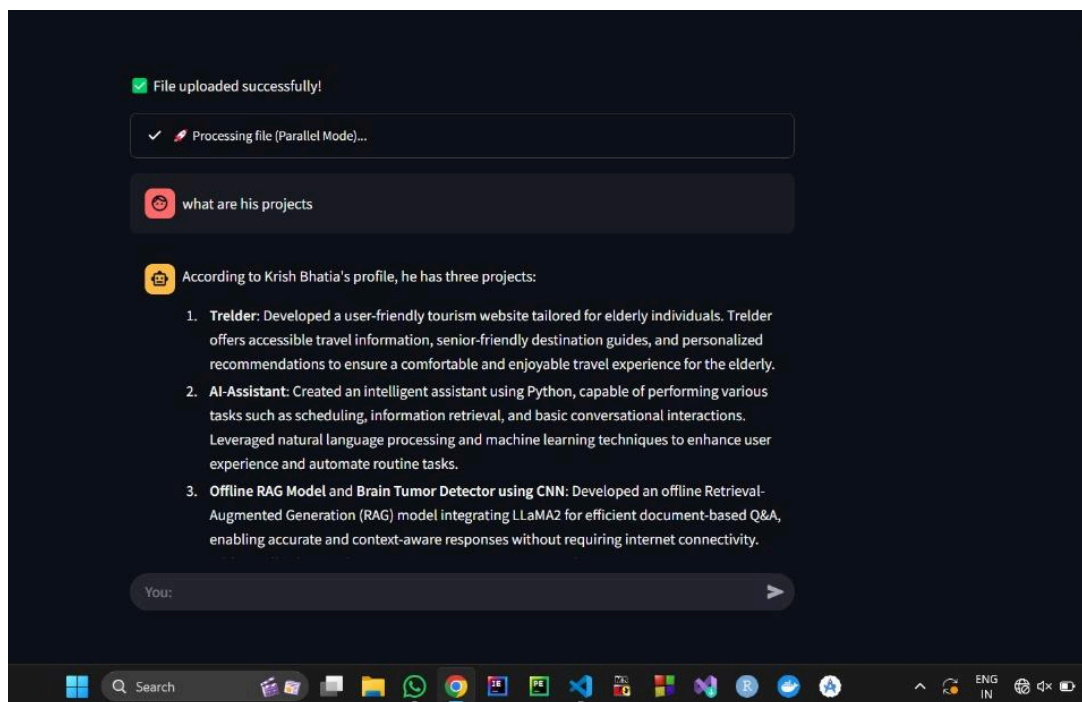 File uploaded successfully!
Processing file (Parallel Mode)...
what are his projects
According to Krish Bhatia's profile, he has three projects:
1. Trelder: Developed a user-friendly tourism website tailored for elderly individuals. Trelder
offers accessible travel information, senior-friendly destination guides, and personalized
recommendations to ensure a comfortable and enjoyable travel experience for the elderly.
2. AI-Assistant: Created an intelligent assistant using Python, capable of performing various
tasks such as scheduling, information retrieval, and basic conversational interactions.
Leveraged natural language processing and machine learning techniques to enhance user
experience and automate routine tasks.
3. Offline RAG Model and Brain Tumor Detector using CNN: Developed an offline Retrieval-
Augmented Generation (RAG) model integrating LLaMA2 for efficient document-based Q&A,
enabling accurate and context-aware responses without requiring internet connectivity.
You:
Search
IE
PE
R
ENG
IN